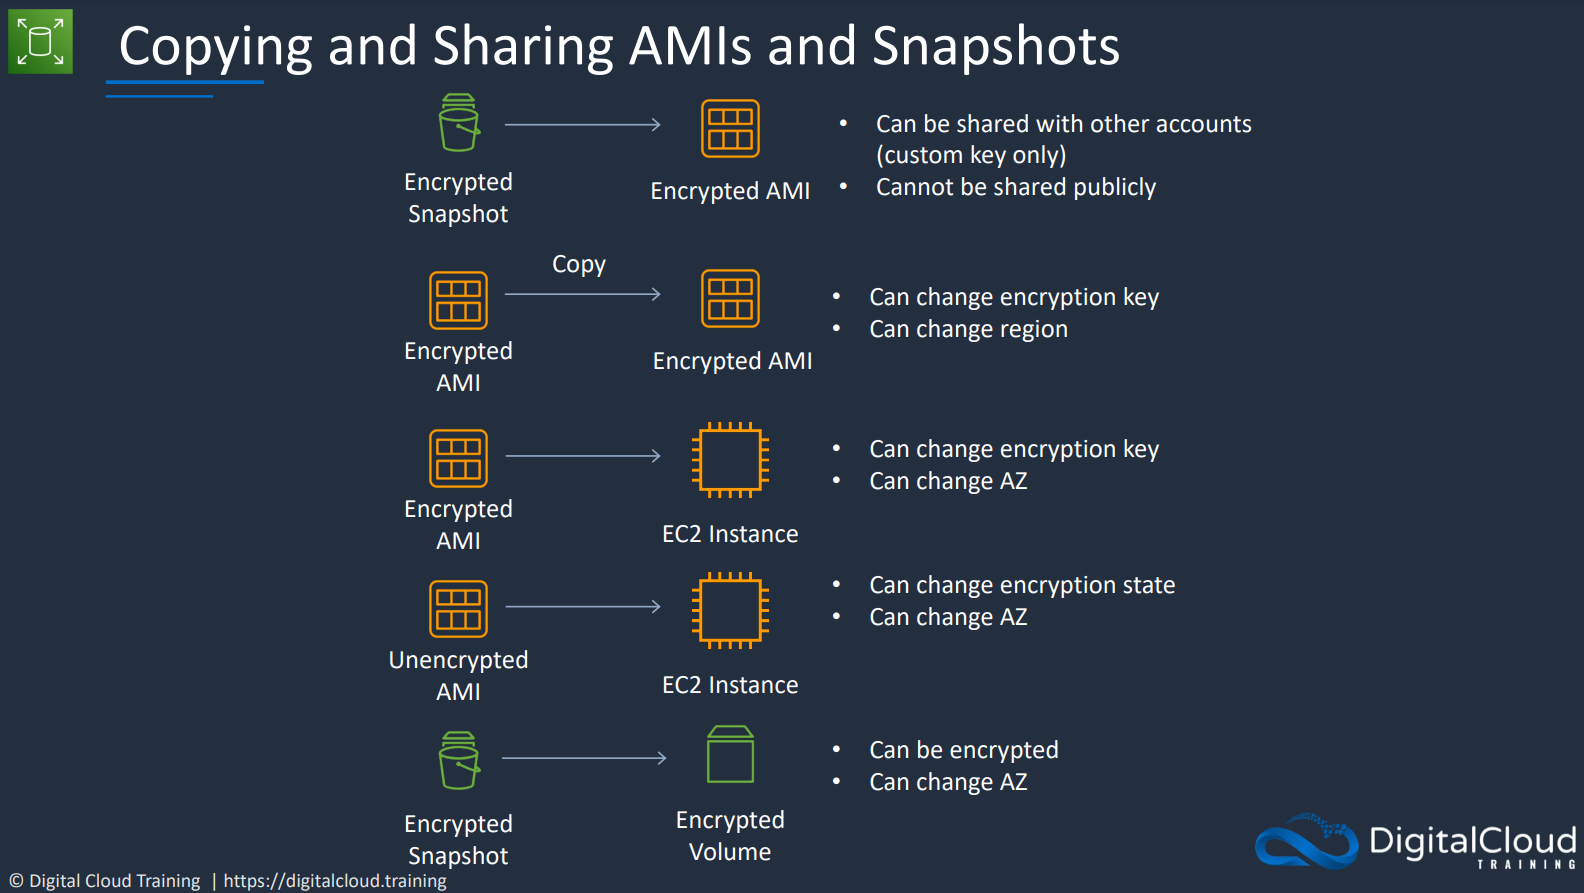 Copying and Sharing AMIs and Snapshots
Encrypted
Snapshot
Encrypted AMI
• Can be shared with other accounts
(custom key only)
• Cannot be shared publicly
Copy
Encrypted
AMI
Encrypted AMI
• Can change encryption key
• Can change region
Encrypted
AMI
EC2 Instance
• Can change encryption key
• Can change AZ
Unencrypted
AMI
EC2 Instance
• Can change encryption state
• Can change AZ
Encrypted
Snapshot
Encrypted
Volume
• Can be encrypted
• Can change AZ
DigitalCloud
TRAINING
© Digital Cloud Training | https://digitalcloud.training